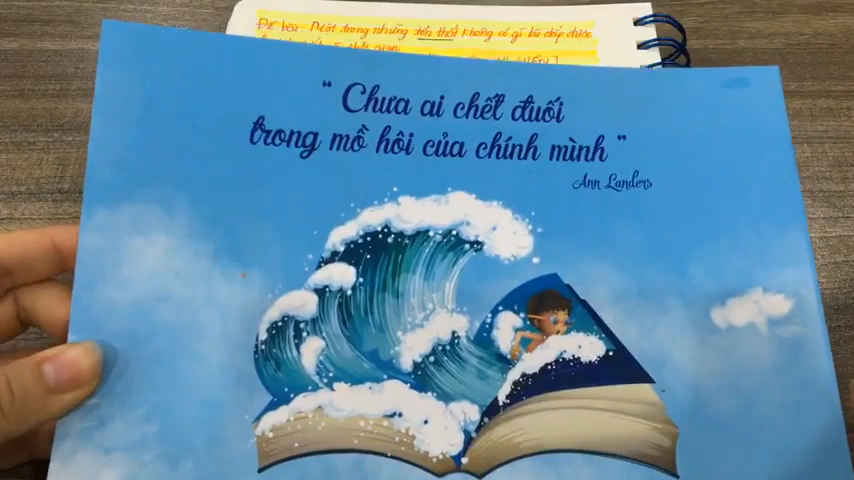 Đề bài: Một trong những tổn thất không có gì bù đắp được
“ Chưa ai chết đuối
trong mồ hôi của chính mình ”
Ann Landers